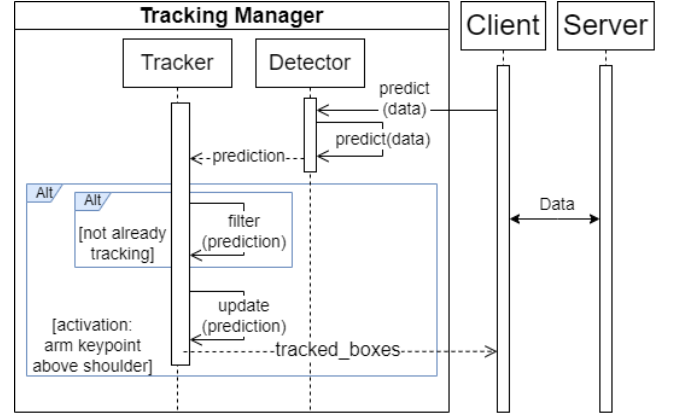 Tracking Manager
Client
Server
Tracker
Detector
predict
(data)
predict(data)
prediction
Alt
Alt
[not already
tracking]
filter
(prediction)
Data
update
(prediction)
[activation:
arm keypoint
above shoulder]
tracked_boxes